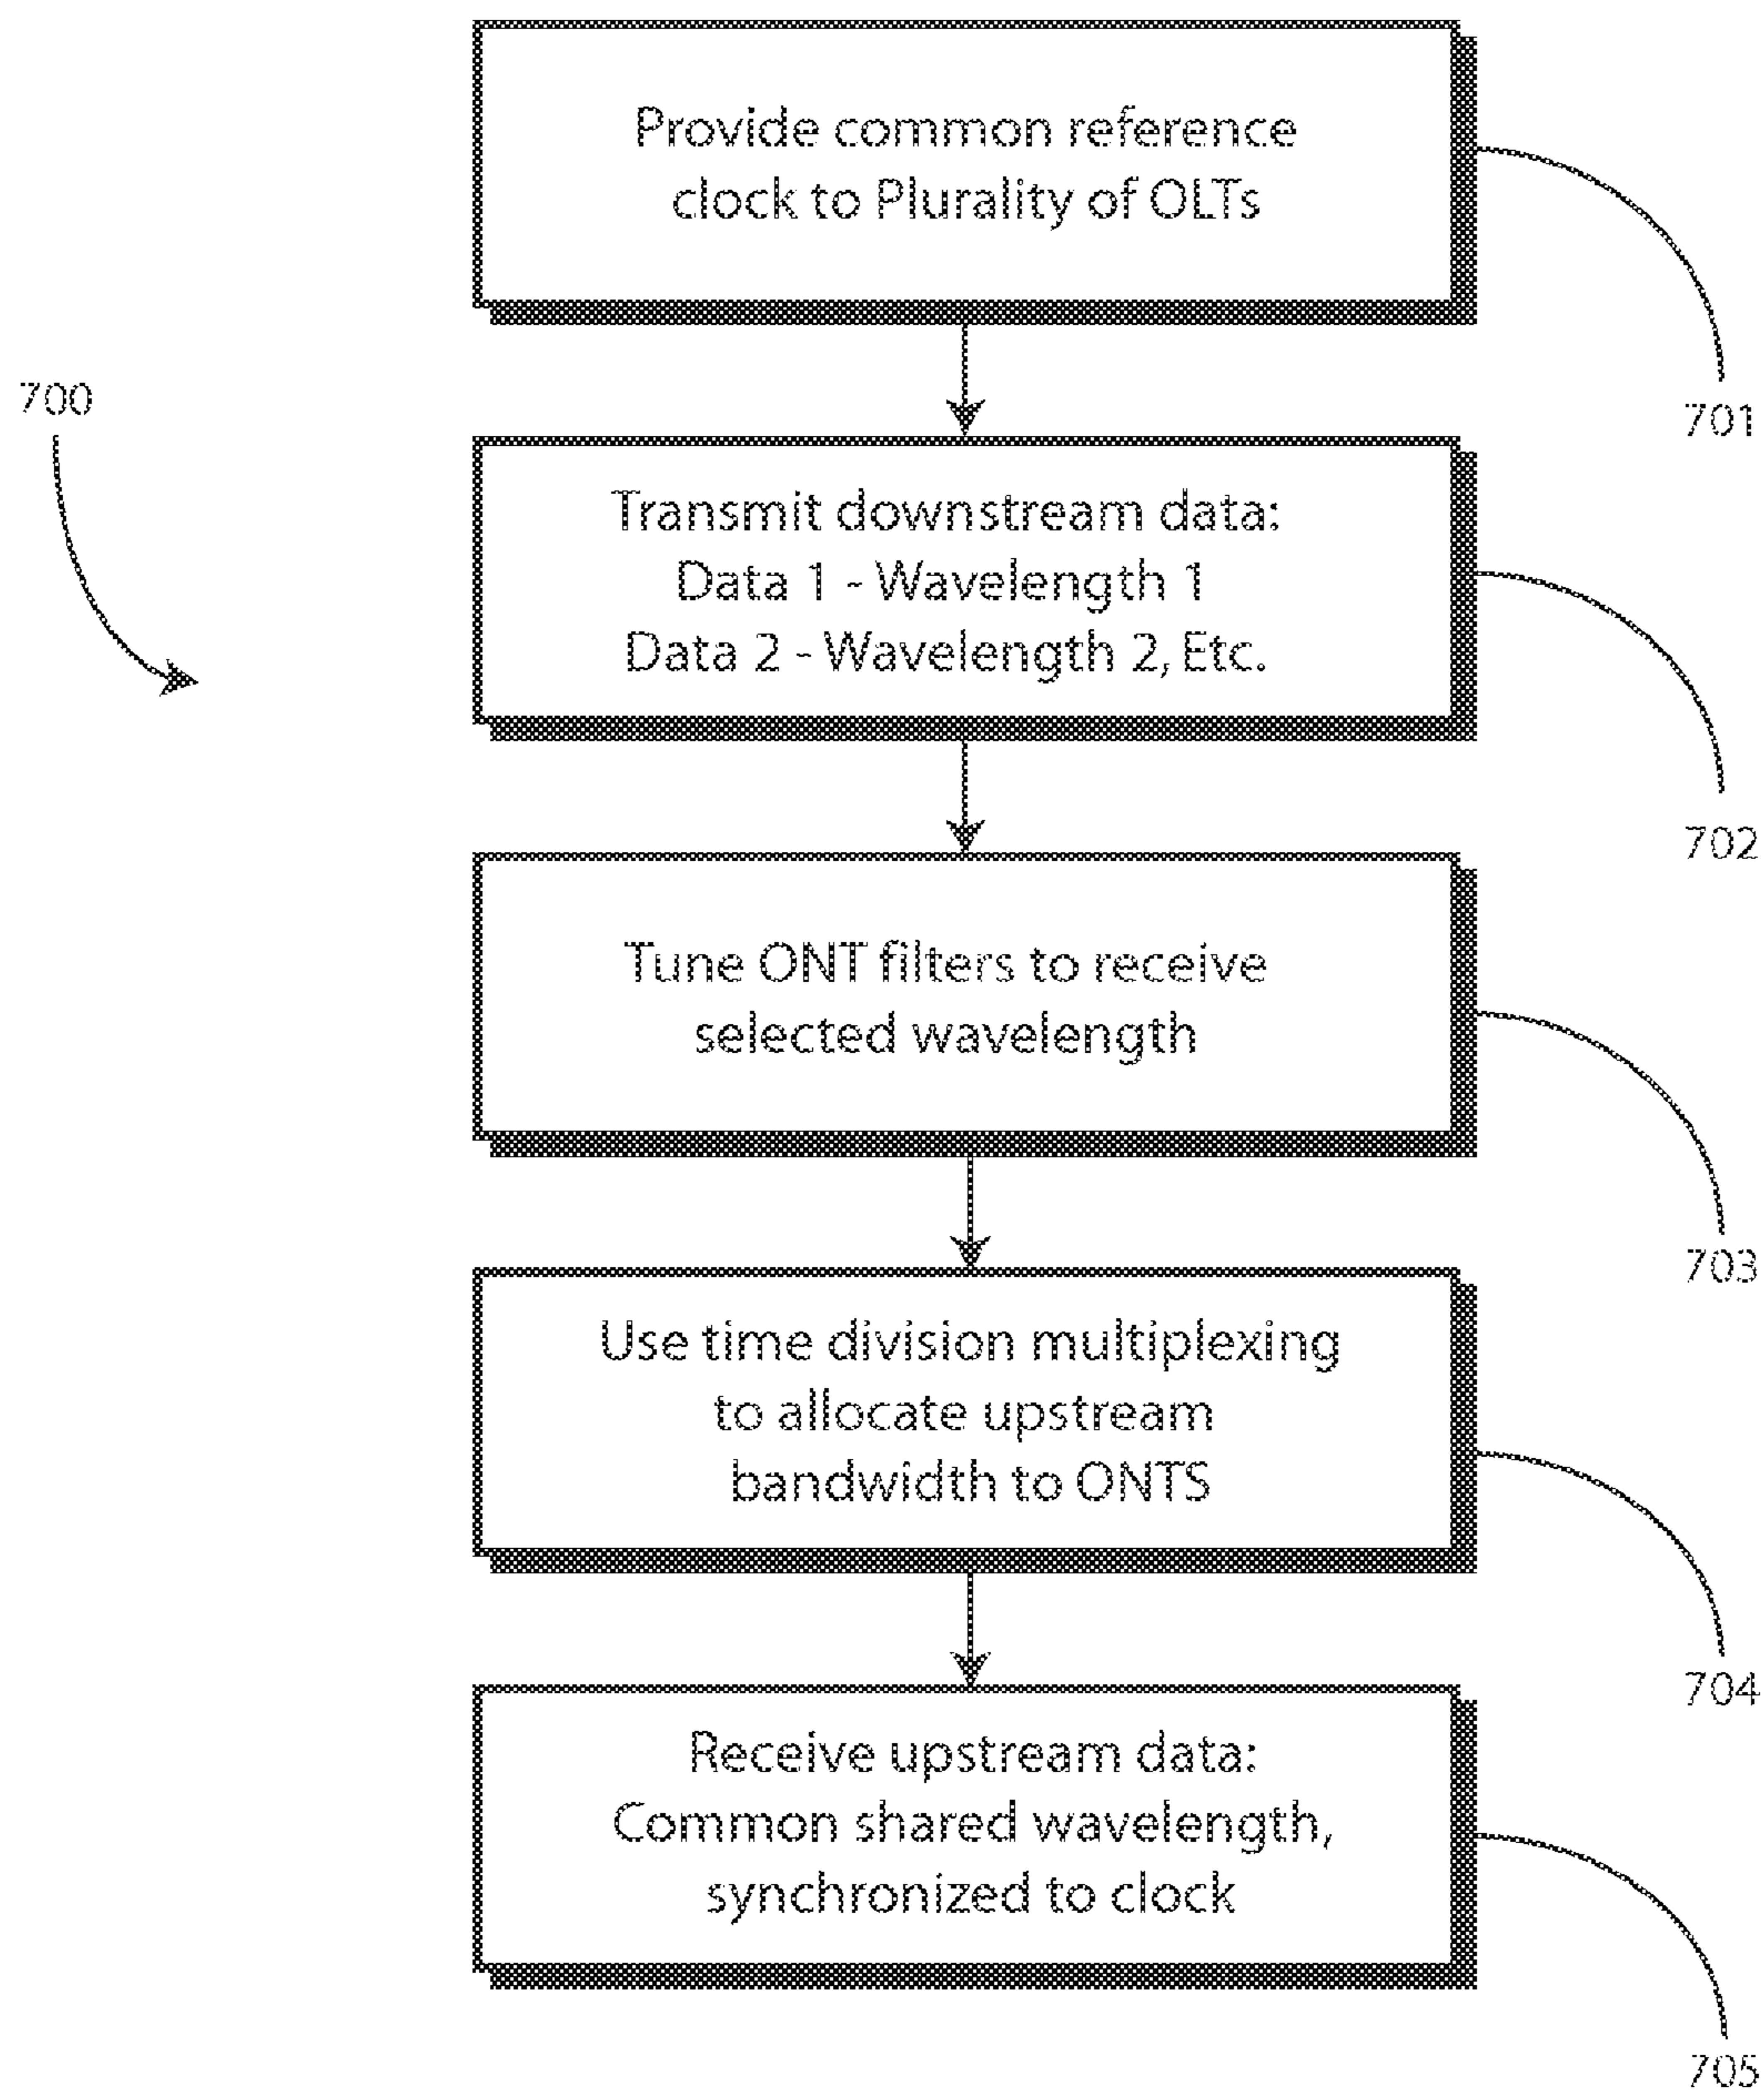 Provide common reference
clock to Plurality of OLTs
700
701
Transmit downstream data:
Data 1 - Wavelength 1
Data 2 - Wavelength 2, Etc.
702
Tune ONT filters to receive
selected wavelength
703
Use time division multiplexing
to allocate upstream
bandwidth to ONTS
704
Receive upstream data:
Common shared wavelength,
synchronized to clock
705